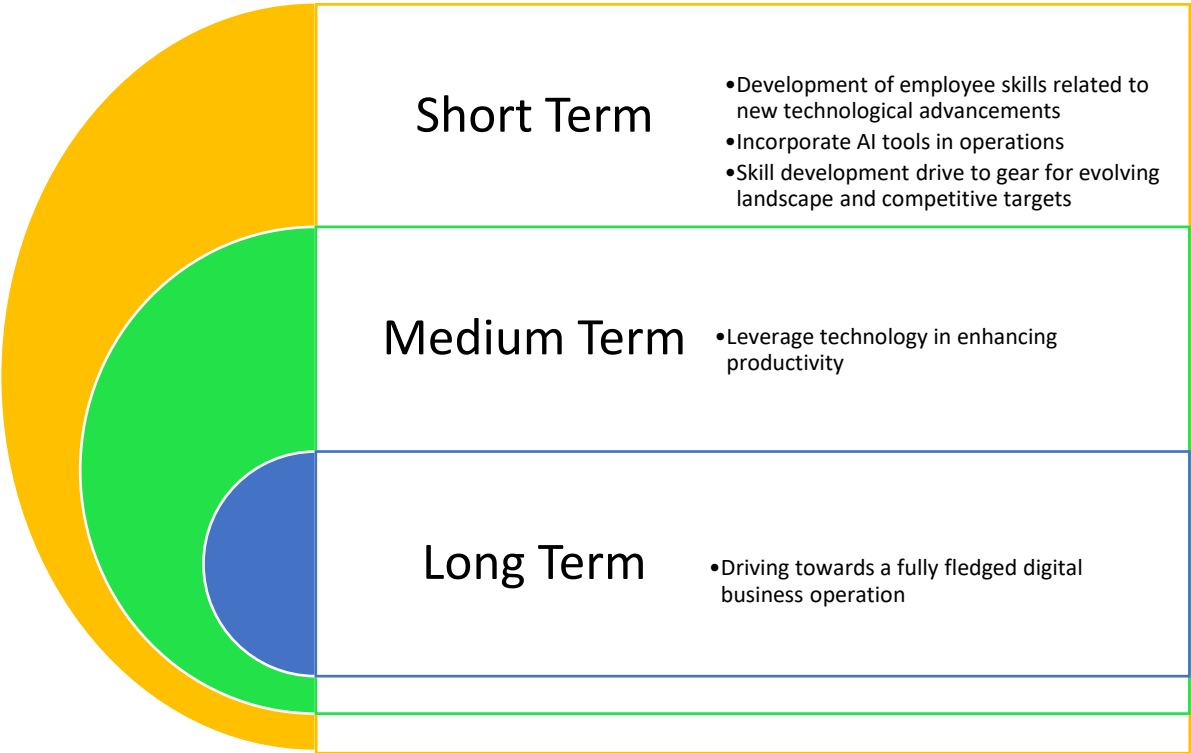 Short Term
•Development of employee skills related to
new technological advancements
•Incorporate AI tools in operations
•Skill development drive to gear for evolving
landscape and competitive targets
Medium Term
•Leverage technology in enhancing
productivity
Long Term
•Driving towards a fully fledged digital
business operation